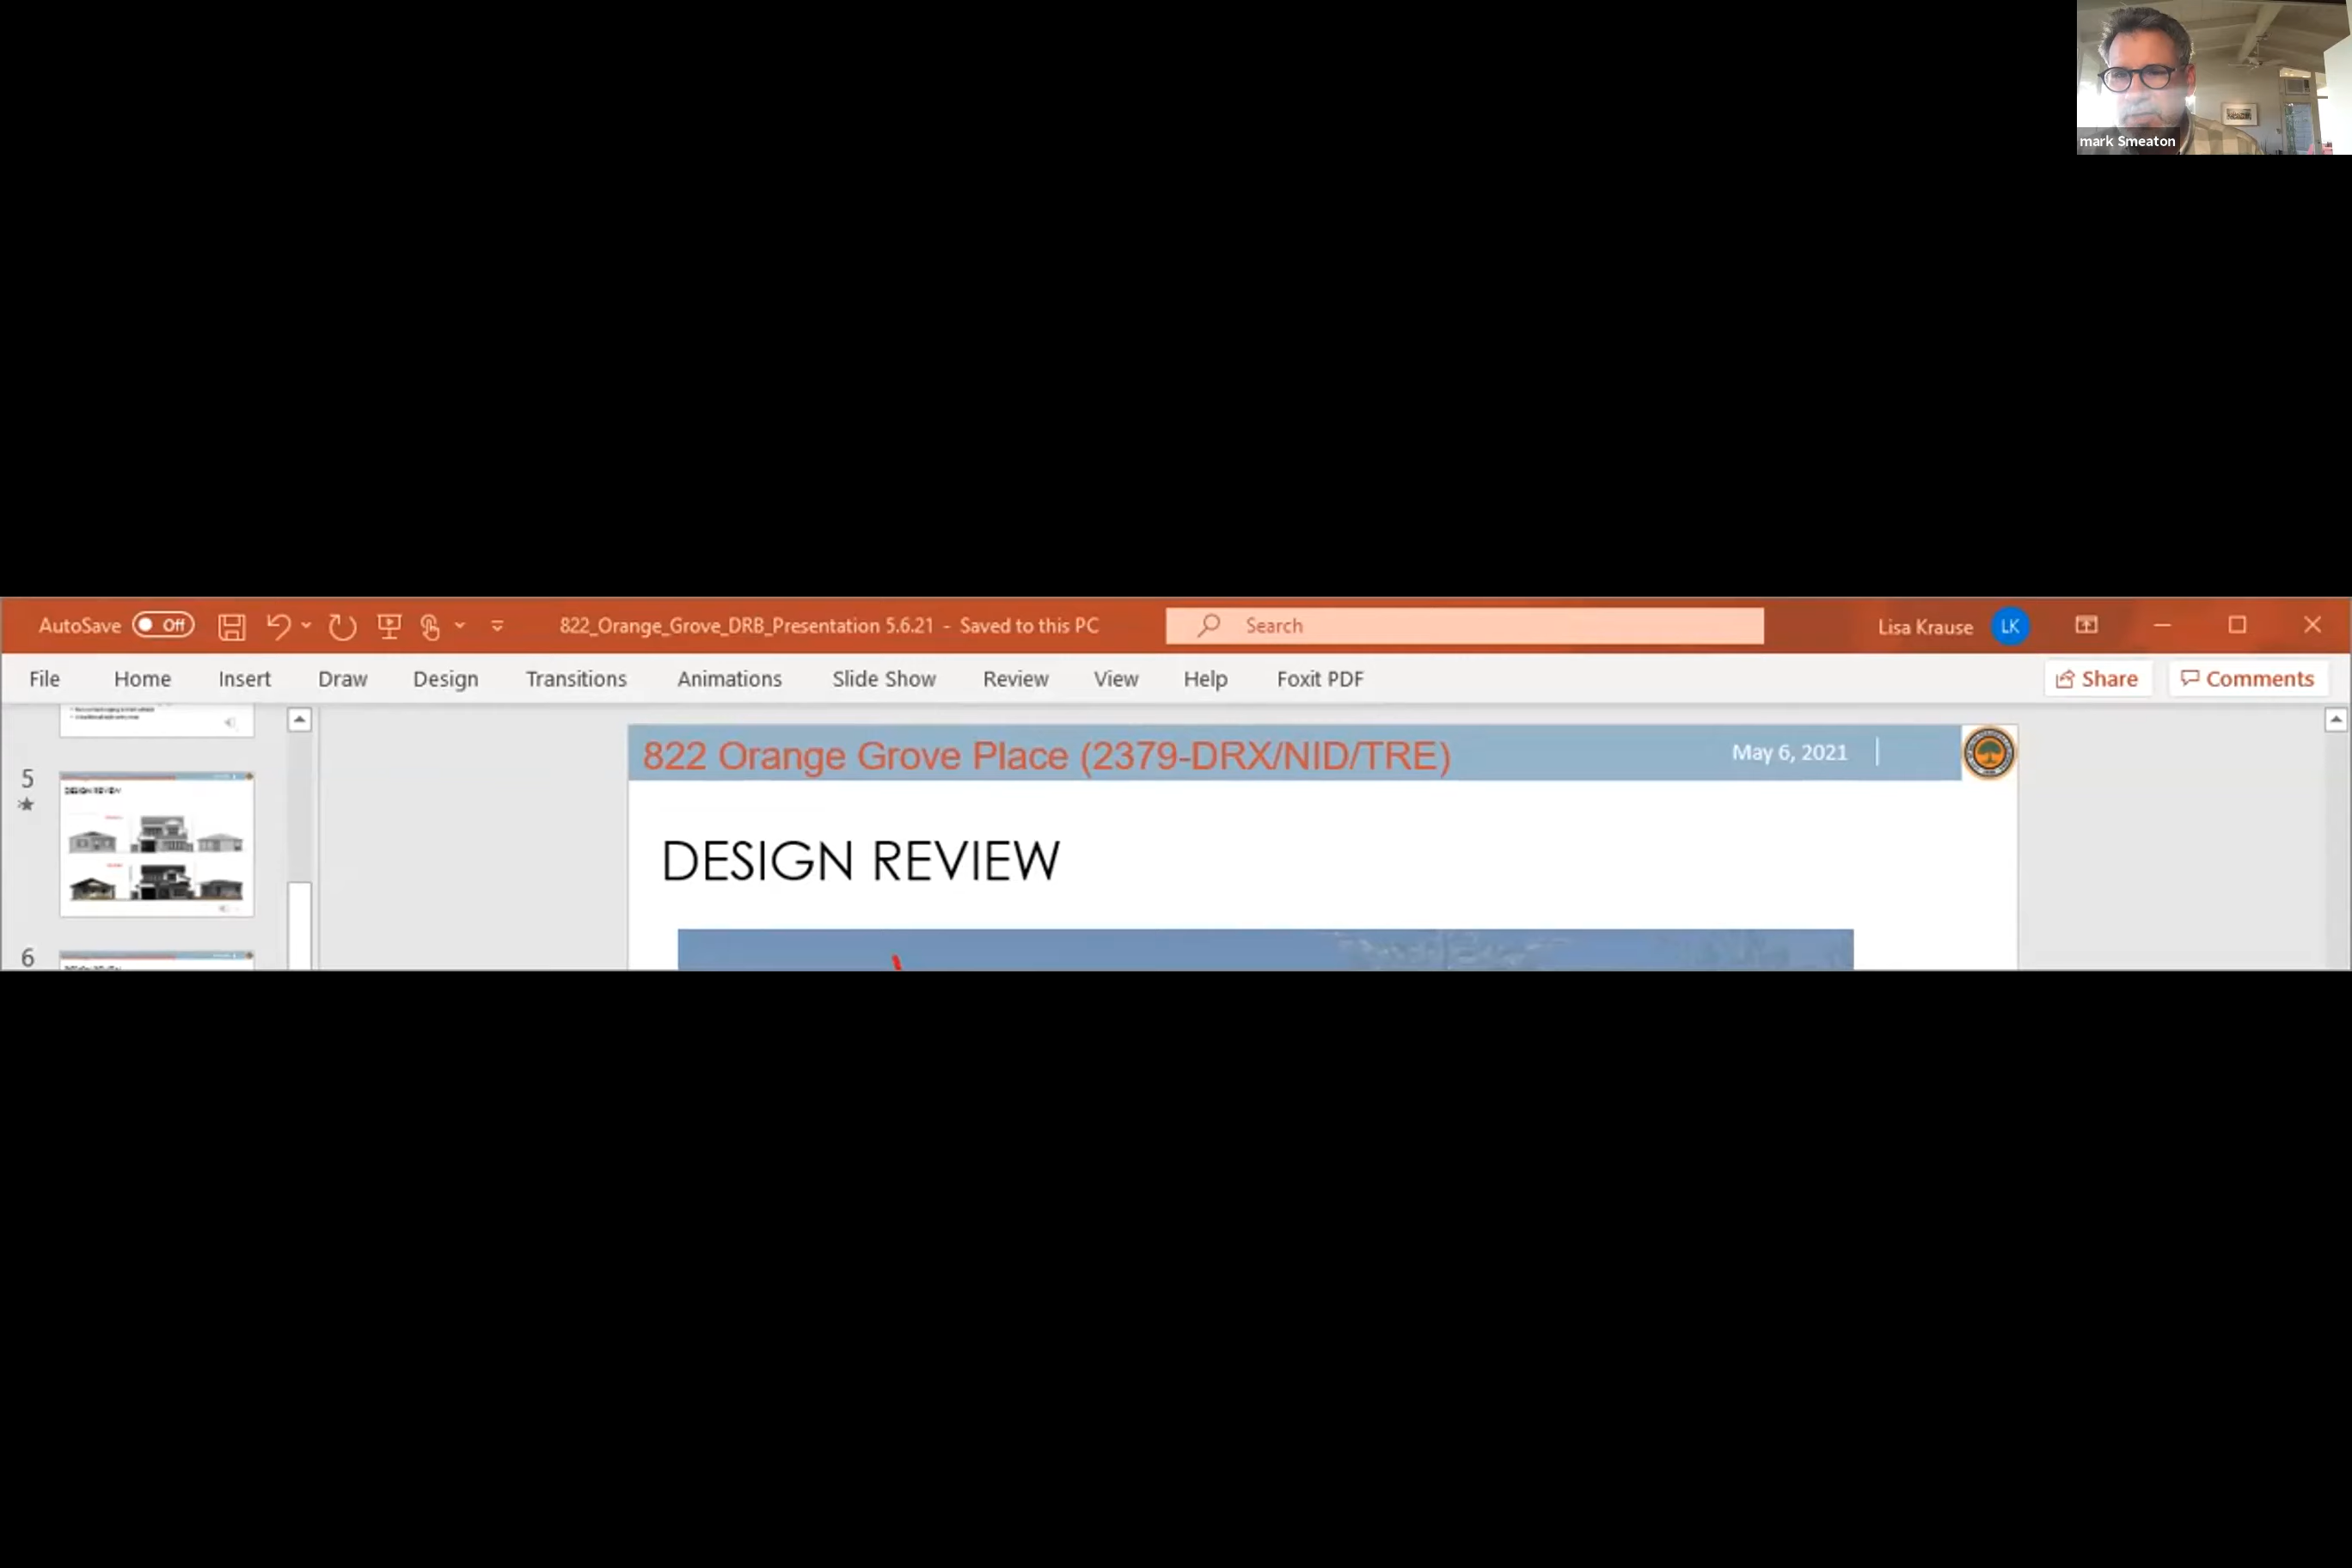 mark Smeaton
AutoSave Off 822_Orange_Grove_DRB_Presentation 5.6.21 - Saved to this PC Search Lisa Krause LK
File Home Insert Draw Design Transitions Animations Slide Show Review View Help Foxit PDF Share Comments
822 Orange Grove Place (2379-DRX/NID/TRE) May 6, 2021
5
DESIGN REVIEW
DESIGN REVIEW
6